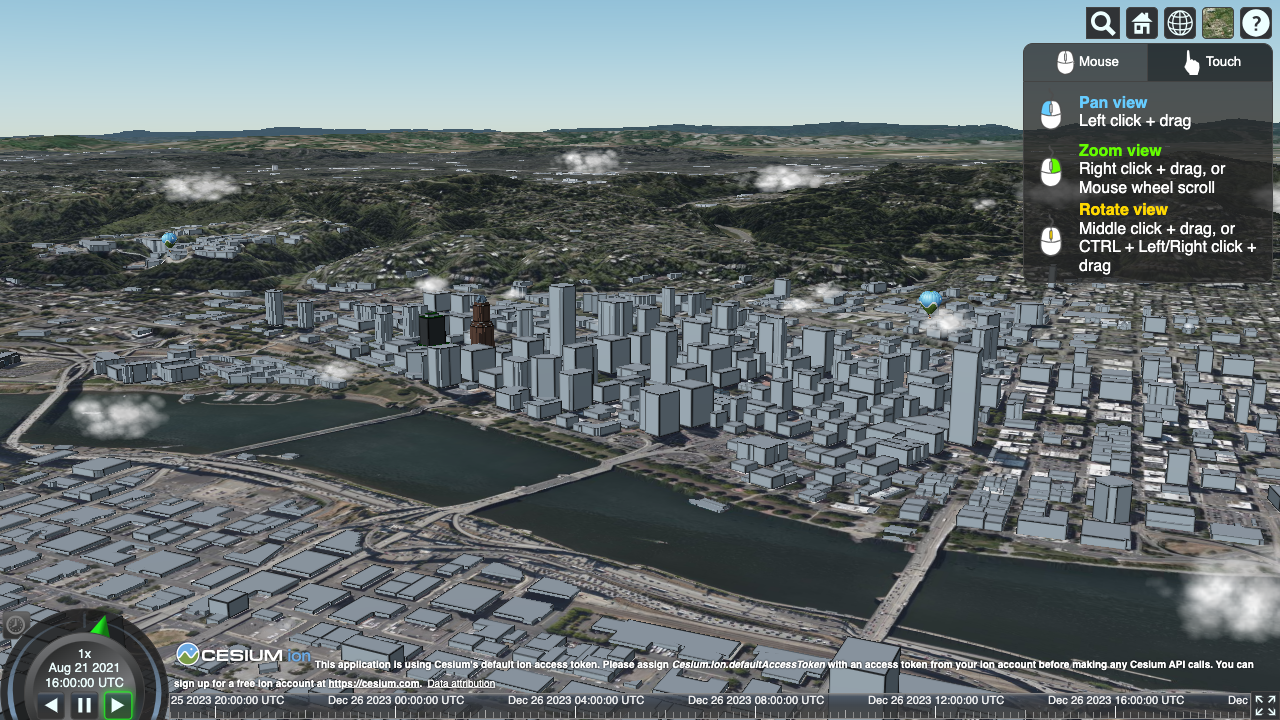 Mouse
Touch
Pan view
Left click + drag
Zoom view
Right click + drag, or
Mouse wheel scroll
Rotate view
Middle click + drag, or
CTRL + Left/Right click +
drag
1x
Aug 21 2021
16:00:00 UTC
CESIUM ion This application is using Cesium's default ion access token. Please assign Cesium.Ion.defaultAccessToken with an access token from your ion account before making any Cesium API calls. You can
sign up for a free ion account at https://cesium.com. Data attribution
25 2023 20:00:00 UTC Dec 26 2023 00:00:00 UTC Dec 26 2023 04:00:00 UTC Dec 26 2023 08:00:00 UTC Dec 26 2023 12:00:00 UTC Dec 26 2023 16:00:00 UTC Dec